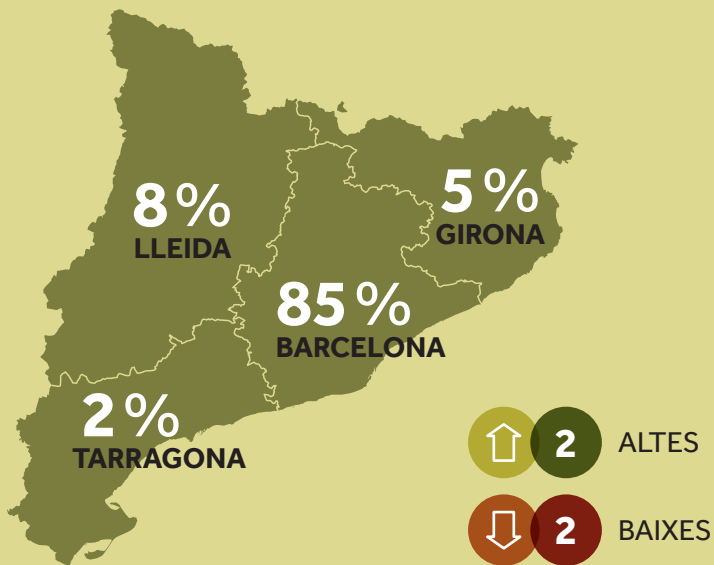 8%
LLEIDA
5%
GIRONA
85%
BARCELONA
2%
TARRAGONA
2 ALTES
2 BAIXES